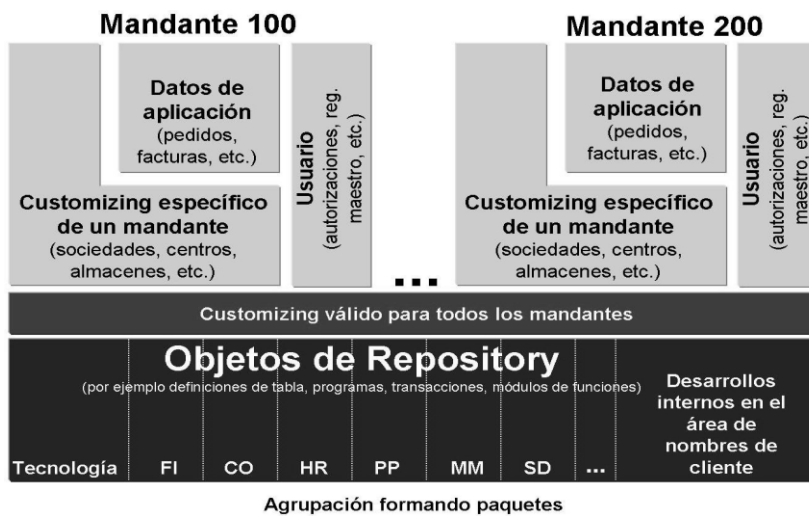 Mandante 100
Datos de
aplicación
(pedidos,
facturas, etc.)
Usuario
(autorizaciones, reg.
maestro, etc.)
Customizing específico
de un mandante
(sociedades, centros,
almacenes, etc.)
...
Mandante 200
Datos de
aplicación
(pedidos,
facturas, etc.)
Usuario
(autorizaciones, reg.
maestro, etc.)
Customizing específico
de un mandante
(sociedades, centros,
almacenes, etc.)
Customizing válido para todos los mandantes
Objetos de Repository
(por ejemplo definiciones de tabla, programas, transacciones, módulos de funciones)
Tecnología
FI
CO
HR
PP
MM
SD
...
Desarrollos
internos en el
área de
nombres de
cliente
Agrupación formando paquetes